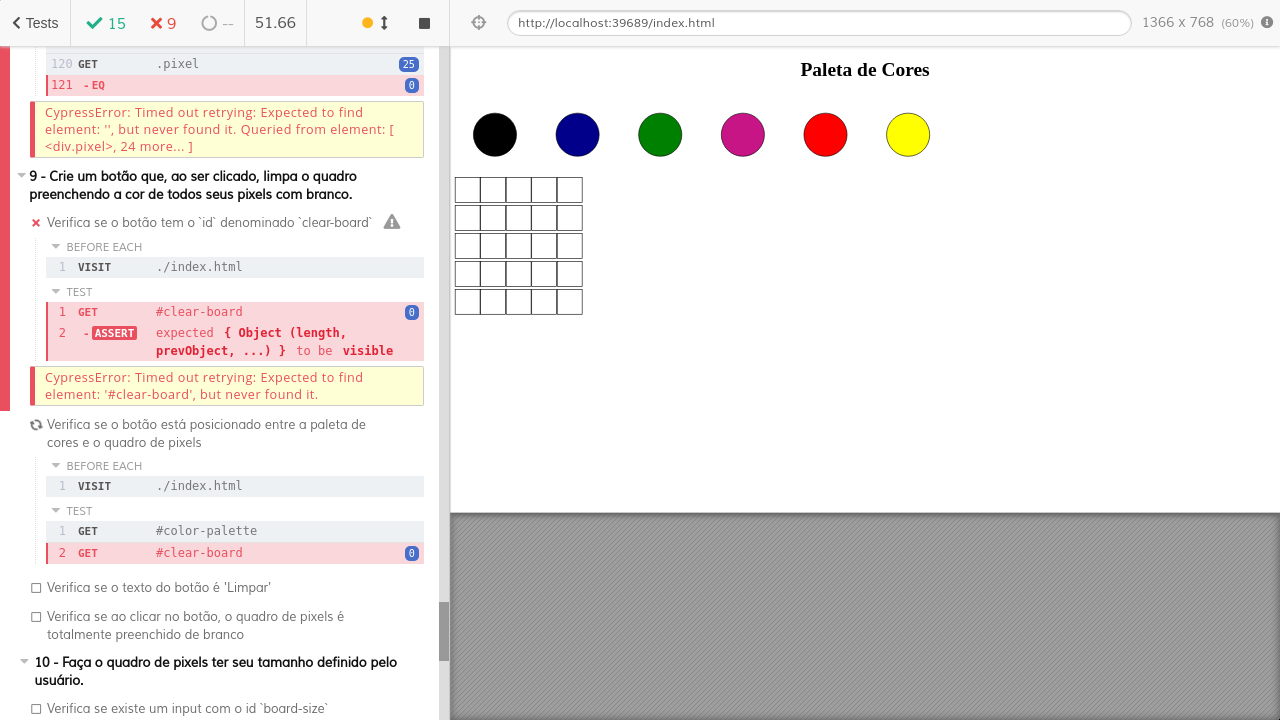 Tests 15 9 -- 51.66 http://localhost:39689/index.html 1366 x 768 (60%)
120 GET .pixel 25
121 - EQ 0
CypressError: Timed out retrying: Expected to find
element: '', but never found it. Queried from element: [
<div.pixel>, 24 more... ]
9 - Crie um botão que, ao ser clicado, limpa o quadro
preenchendo a cor de todos seus pixels com branco.
Verifica se o botão tem o `id` denominado `clear-board`
BEFORE EACH
1 VISIT ./index.html
TEST
1 GET #clear-board 0
2 - ASSERT expected { Object (length,
prevObject, ...) } to be visible
CypressError: Timed out retrying: Expected to find
element: '#clear-board', but never found it.
Verifica se o botão está posicionado entre a paleta de
cores e o quadro de pixels
BEFORE EACH
1 VISIT ./index.html
TEST
1 GET #color-palette
2 GET #clear-board 0
Verifica se o texto do botão é 'Limpar'
Verifica se ao clicar no botão, o quadro de pixels é
totalmente preenchido de branco
10 - Faça o quadro de pixels ter seu tamanho definido pelo
usuário.
Verifica se existe um input com o id `board-size`
Paleta de Cores